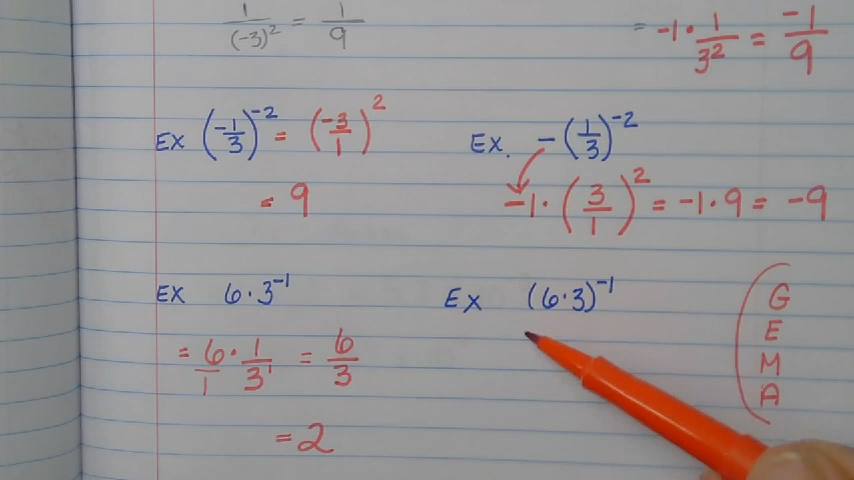 1/(-3)² = 1/9
= -1 · 1/3² = -1/9
Ex (-1/3)⁻² = (-3/1)²
= 9
Ex. -(1/3)⁻²
-1 · (3/1)² = -1 · 9 = -9
Ex 6 · 3⁻¹
= 6/1 · 1/3¹ = 6/3
= 2
Ex (6 · 3)⁻¹
G
E
M
A